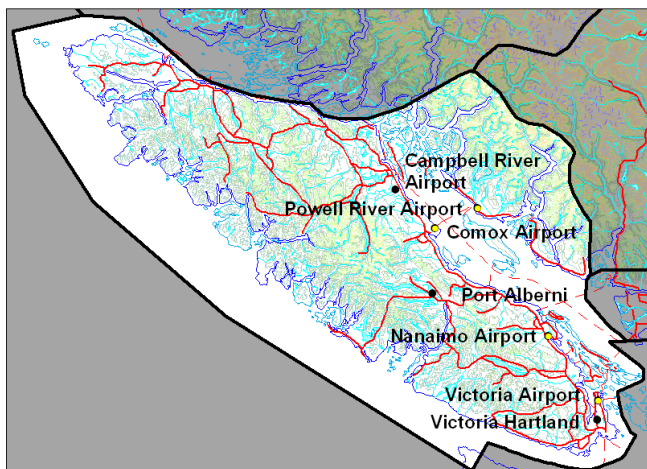 Campbell River
Airport
Powell River Airport
Comox Airport
Port Alberni
Nanaimo Airport
Victoria Airport
Victoria Hartland